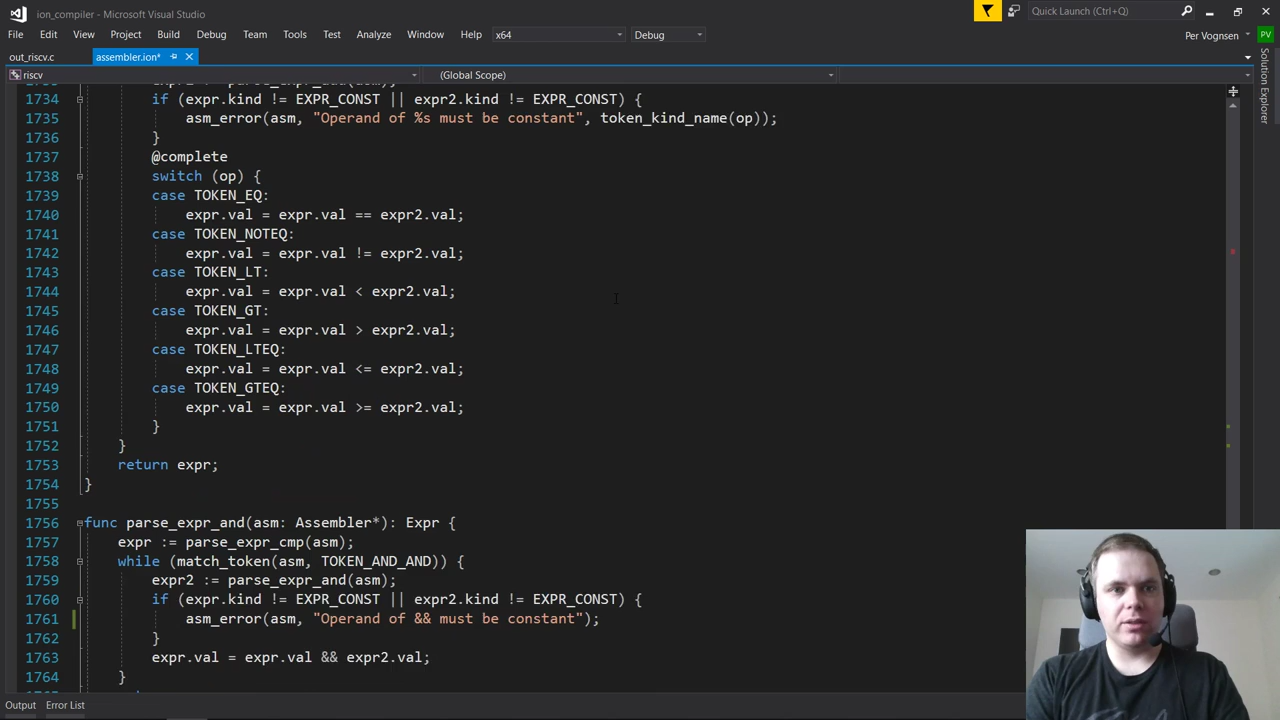 ion_compiler - Microsoft Visual Studio
Quick Launch (Ctrl+Q)
File Edit View Project Build Debug Team Tools Test Analyze Window Help x64 Debug
Per Vognsen PV
out_riscv.c assembler.ion*
riscv (Global Scope)
Solution Explorer
1734 if (expr.kind != EXPR_CONST || expr2.kind != EXPR_CONST) {
1735 asm_error(asm, "Operand of %s must be constant", token_kind_name(op));
1736 }
1737 @complete
1738 switch (op) {
1739 case TOKEN_EQ:
1740 expr.val = expr.val == expr2.val;
1741 case TOKEN_NOTEQ:
1742 expr.val = expr.val != expr2.val;
1743 case TOKEN_LT:
1744 expr.val = expr.val < expr2.val;
1745 case TOKEN_GT:
1746 expr.val = expr.val > expr2.val;
1747 case TOKEN_LTEQ:
1748 expr.val = expr.val <= expr2.val;
1749 case TOKEN_GTEQ:
1750 expr.val = expr.val >= expr2.val;
1751 }
1752 }
1753 return expr;
1754 }
1755
1756 func parse_expr_and(asm: Assembler*): Expr {
1757 expr := parse_expr_cmp(asm);
1758 while (match_token(asm, TOKEN_AND_AND)) {
1759 expr2 := parse_expr_and(asm);
1760 if (expr.kind != EXPR_CONST || expr2.kind != EXPR_CONST) {
1761 asm_error(asm, "Operand of && must be constant");
1762 }
1763 expr.val = expr.val && expr2.val;
1764 }
Output Error List